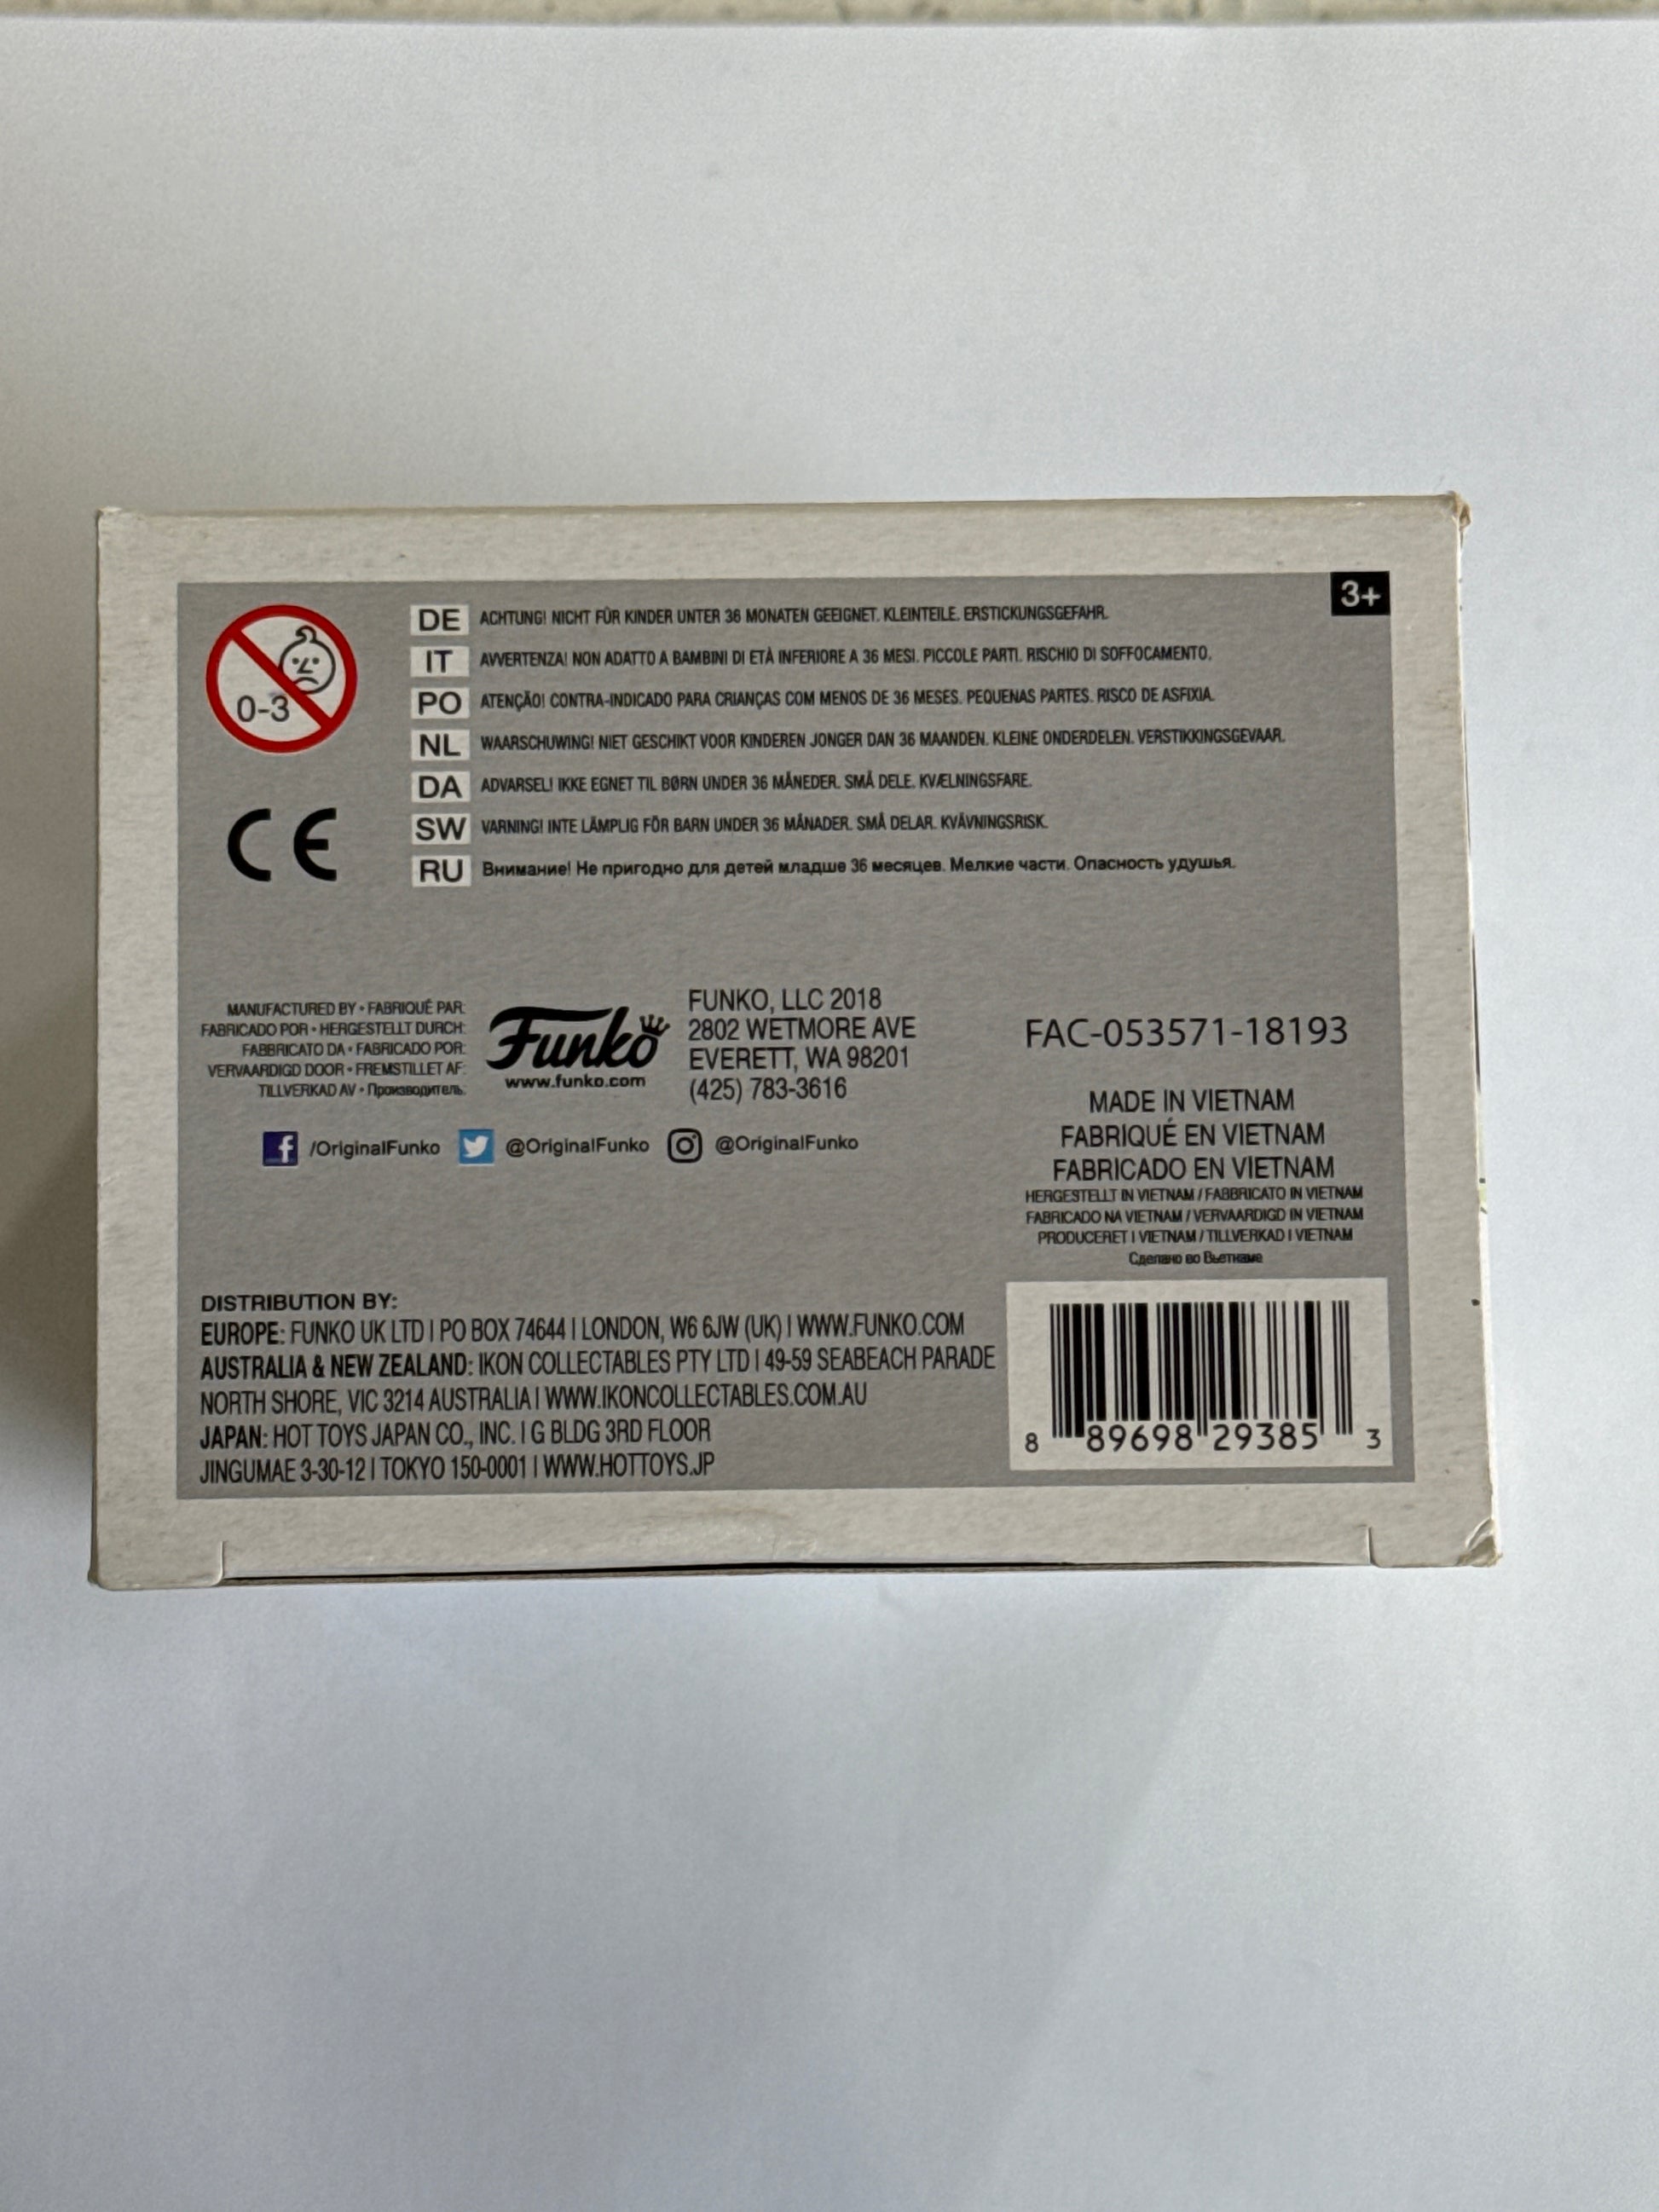 3+
0-3
DE ACHTUNG! NICHT FÜR KINDER UNTER 36 MONATEN GEEIGNET. KLEINTEILE. ERSTICKUNGSGEFAHR.
IT AVVERTENZA! NON ADATTO A BAMBINI DI ETÀ INFERIORE A 36 MESI. PICCOLE PARTI. RISCHIO DI SOFFOCAMENTO.
PO ATENÇÃO! CONTRA-INDICADO PARA CRIANÇAS COM MENOS DE 36 MESES. PEQUENAS PARTES. RISCO DE ASFIXIA.
NL WAARSCHUWING! NIET GESCHIKT VOOR KINDEREN JONGER DAN 36 MAANDEN. KLEINE ONDERDELEN. VERSTIKKINGSGEVAAR.
DA ADVARSEL! IKKE EGNET TIL BØRN UNDER 36 MÅNEDER. SMÅ DELE. KVÆLNINGSFARE.
SW VARNING! INTE LÄMPLIG FÖR BARN UNDER 36 MÅNADER. SMÅ DELAR. KVÄVNINGSRISK.
RU Внимание! Не пригодно для детей младше 36 месяцев. Мелкие части. Опасность удушья.
CE
MANUFACTURED BY • FABRIQUÉ PAR:
FABRICADO POR • HERGESTELLT DURCH:
FABBRICATO DA • FABRICADO POR:
VERVAARDIGD DOOR • FREMSTILLET AF:
TILLVERKAD AV • Производитель:
Funko
www.funko.com
FUNKO, LLC 2018
2802 WETMORE AVE
EVERETT, WA 98201
(425) 783-3616
/OriginalFunko @OriginalFunko @OriginalFunko
FAC-053571-18193
MADE IN VIETNAM
FABRIQUÉ EN VIETNAM
FABRICADO EN VIETNAM
HERGESTELLT IN VIETNAM / FABBRICATO IN VIETNAM
FABRICADO NA VIETNAM / VERVAARDIGD IN VIETNAM
PRODUCERET I VIETNAM / TILLVERKAD I VIETNAM
Сделано во Вьетнаме
DISTRIBUTION BY:
EUROPE: FUNKO UK LTD | PO BOX 74644 | LONDON, W6 6JW (UK) | WWW.FUNKO.COM
AUSTRALIA & NEW ZEALAND: IKON COLLECTABLES PTY LTD | 49-59 SEABEACH PARADE
NORTH SHORE, VIC 3214 AUSTRALIA | WWW.IKONCOLLECTABLES.COM.AU
JAPAN: HOT TOYS JAPAN CO., INC. | G BLDG 3RD FLOOR
JINGUMAE 3-30-12 | TOKYO 150-0001 | WWW.HOTTOYS.JP
8 89698 29385 3